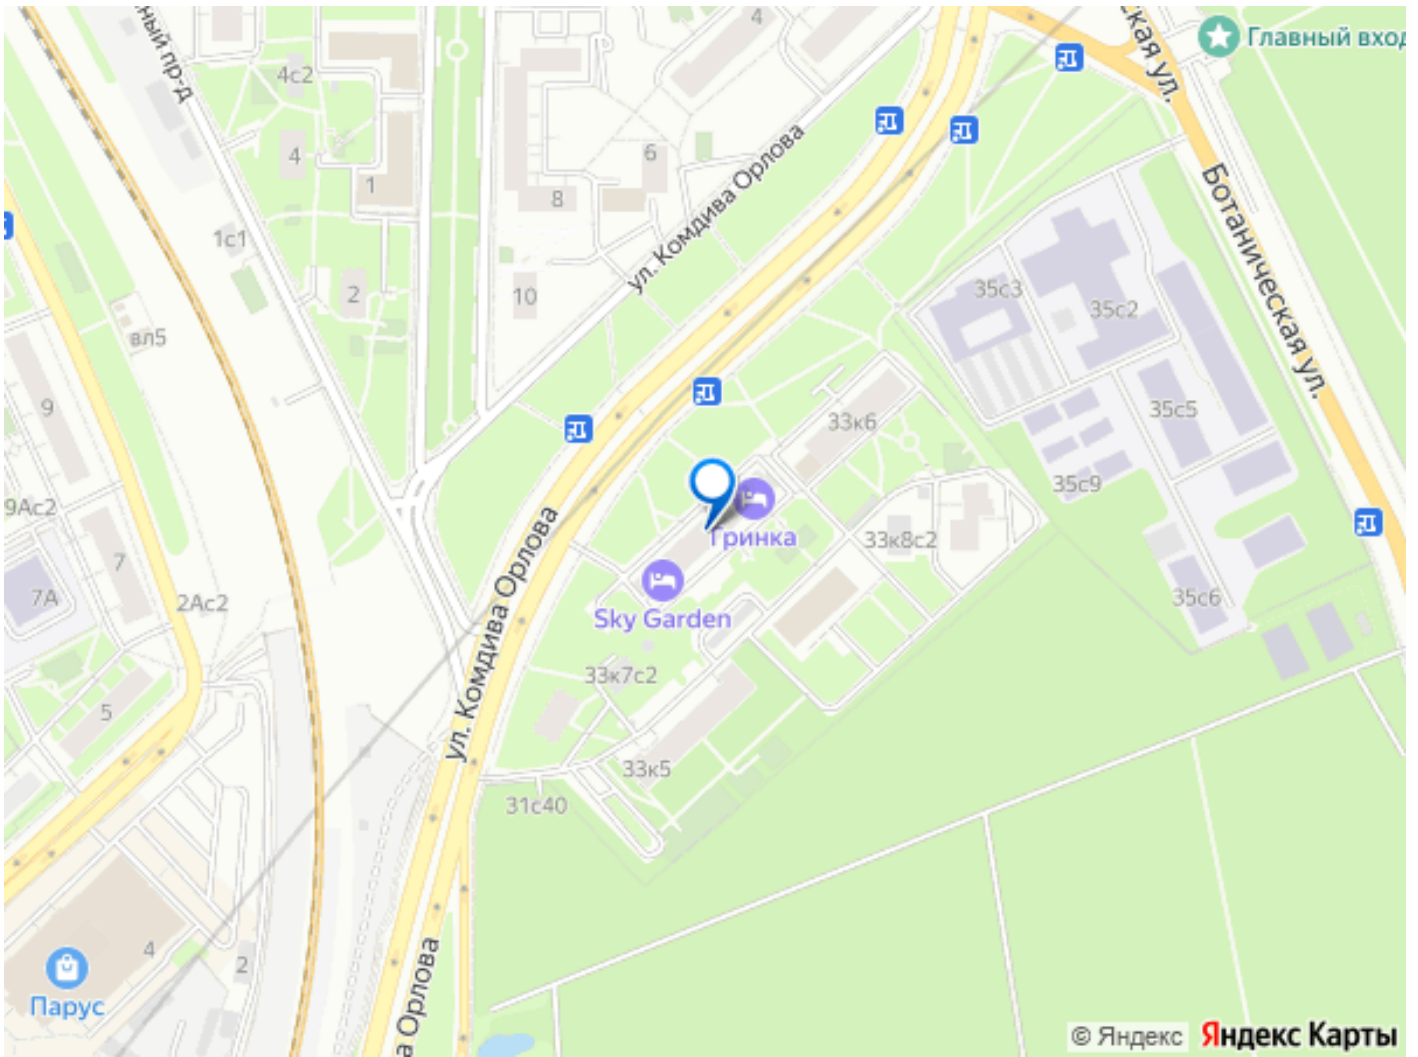 4
ская ул.
Главный вход
ный пр-д
4с2
4
1
6
8
ул. Комдива Орлова
Ботаническая ул.
1с1
2
10
35с3
35с2
вл5
9
33к6
35с5
35с9
9Ас2
7
Гринка
33к8с2
7А
2Ас2
Sky Garden
35с6
ул. Комдива Орлова
33к7с2
5
33к5
31с40
4
2
Парус
а Орлова
© Яндекс
Яндекс Карты